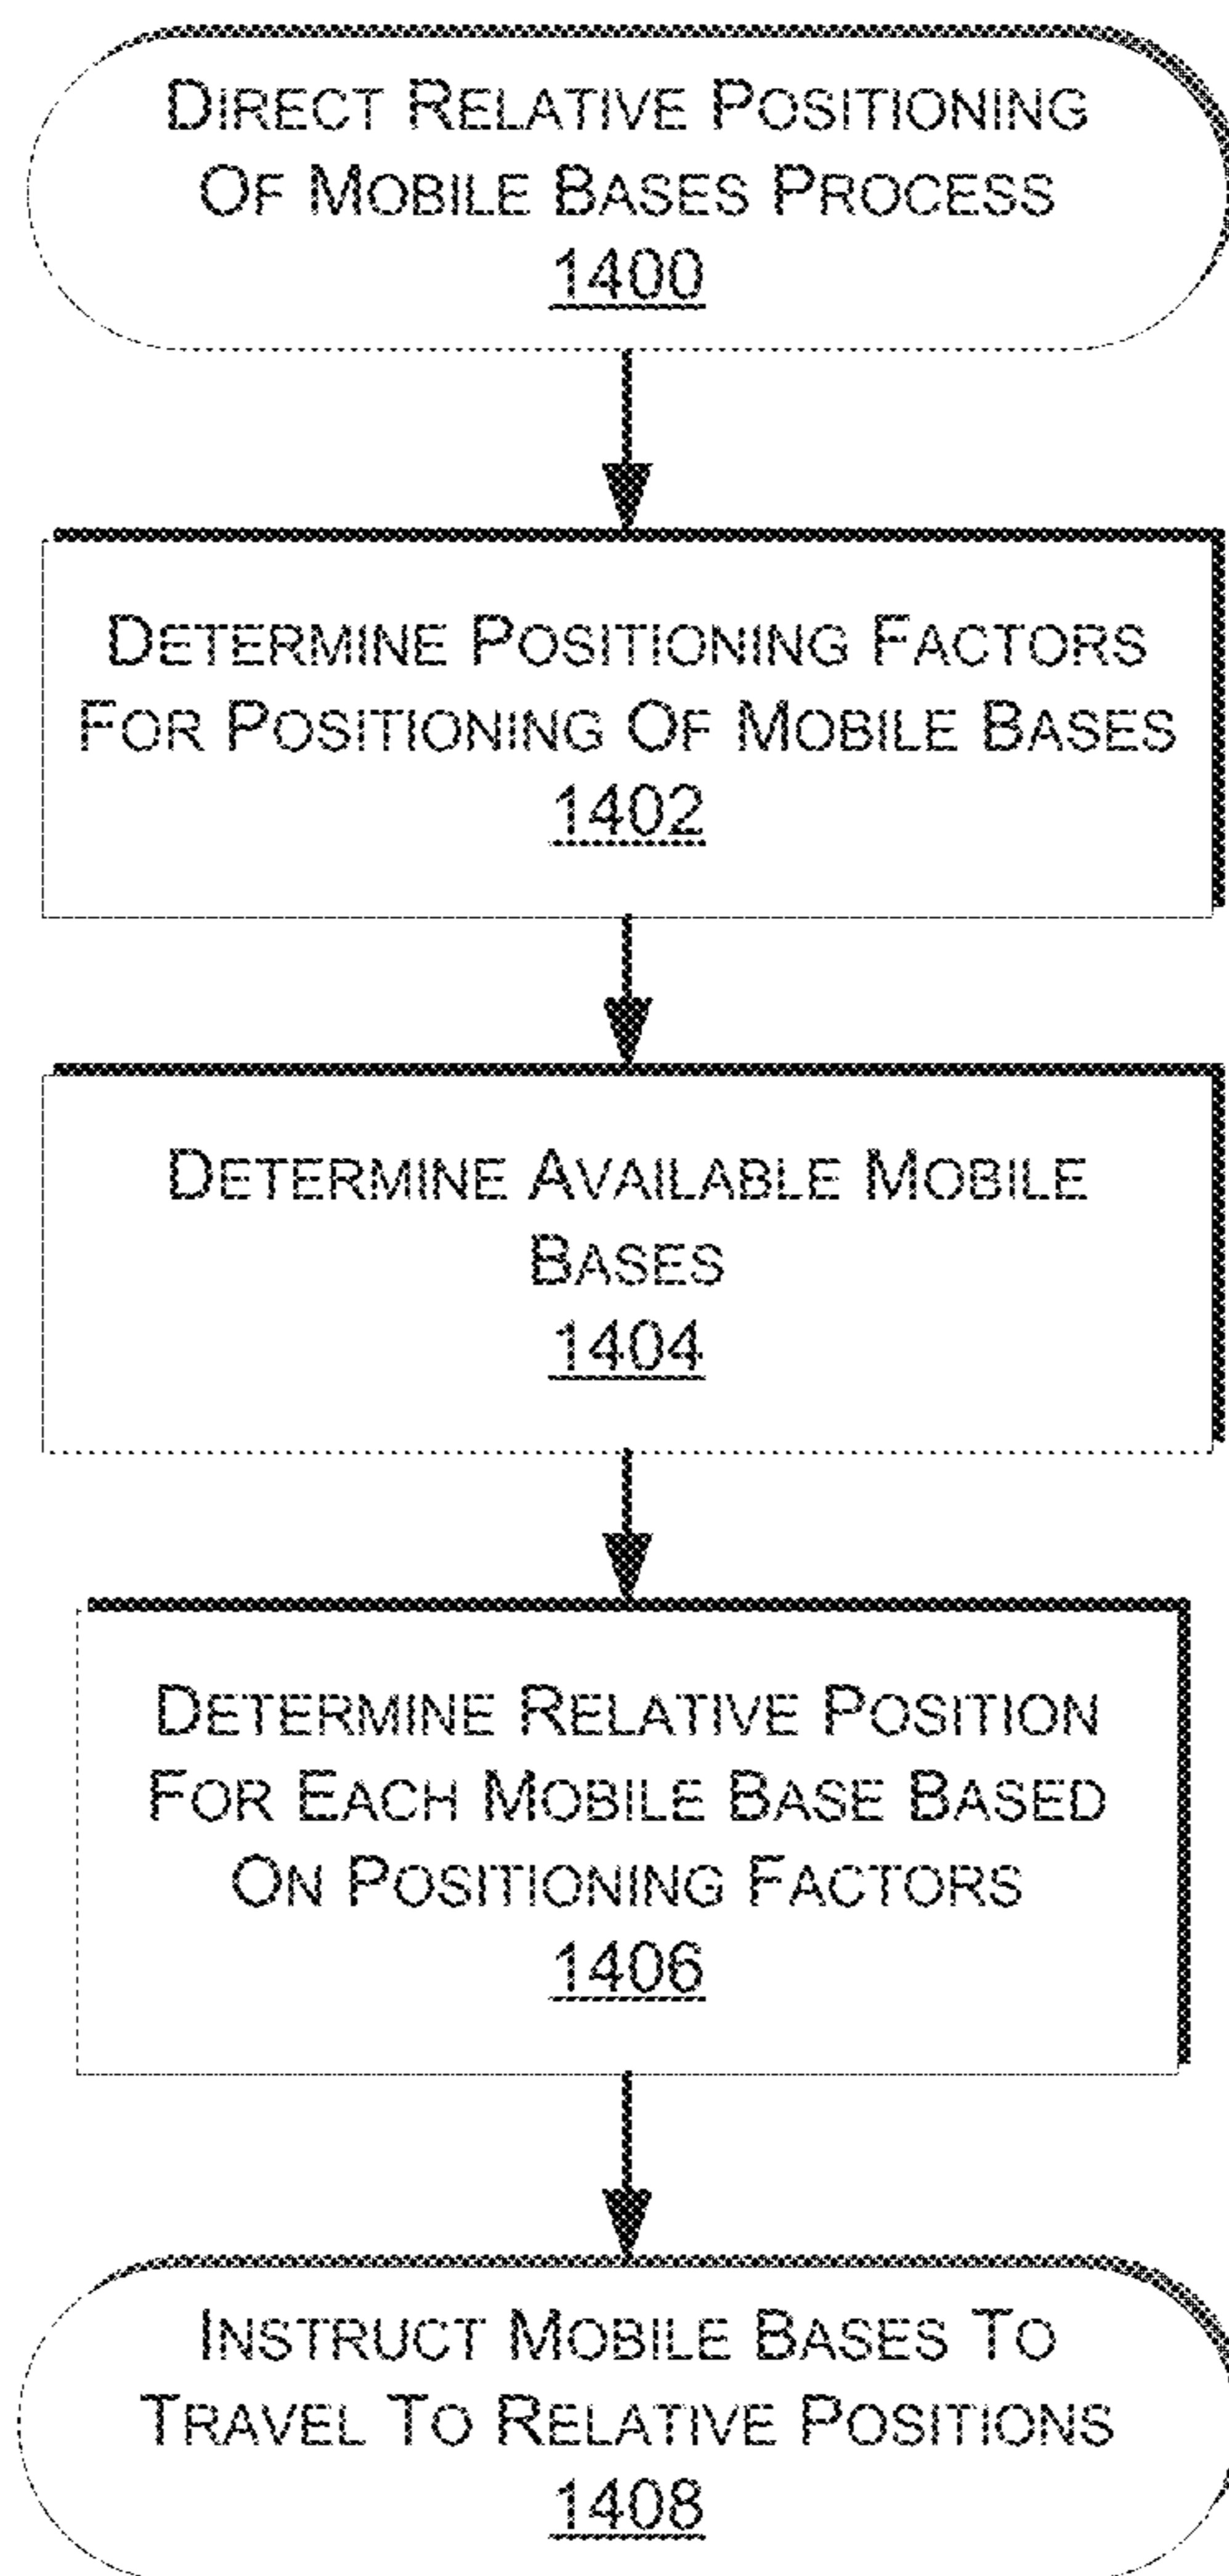 DIRECT RELATIVE POSITIONING
OF MOBILE BASES PROCESS
1400
DETERMINE POSITIONING FACTORS
FOR POSITIONING OF MOBILE BASES
1402
DETERMINE AVAILABLE MOBILE
BASES
1404
DETERMINE RELATIVE POSITION
FOR EACH MOBILE BASE BASED
ON POSITIONING FACTORS
1406
INSTRUCT MOBILE BASES TO
TRAVEL TO RELATIVE POSITIONS
1408